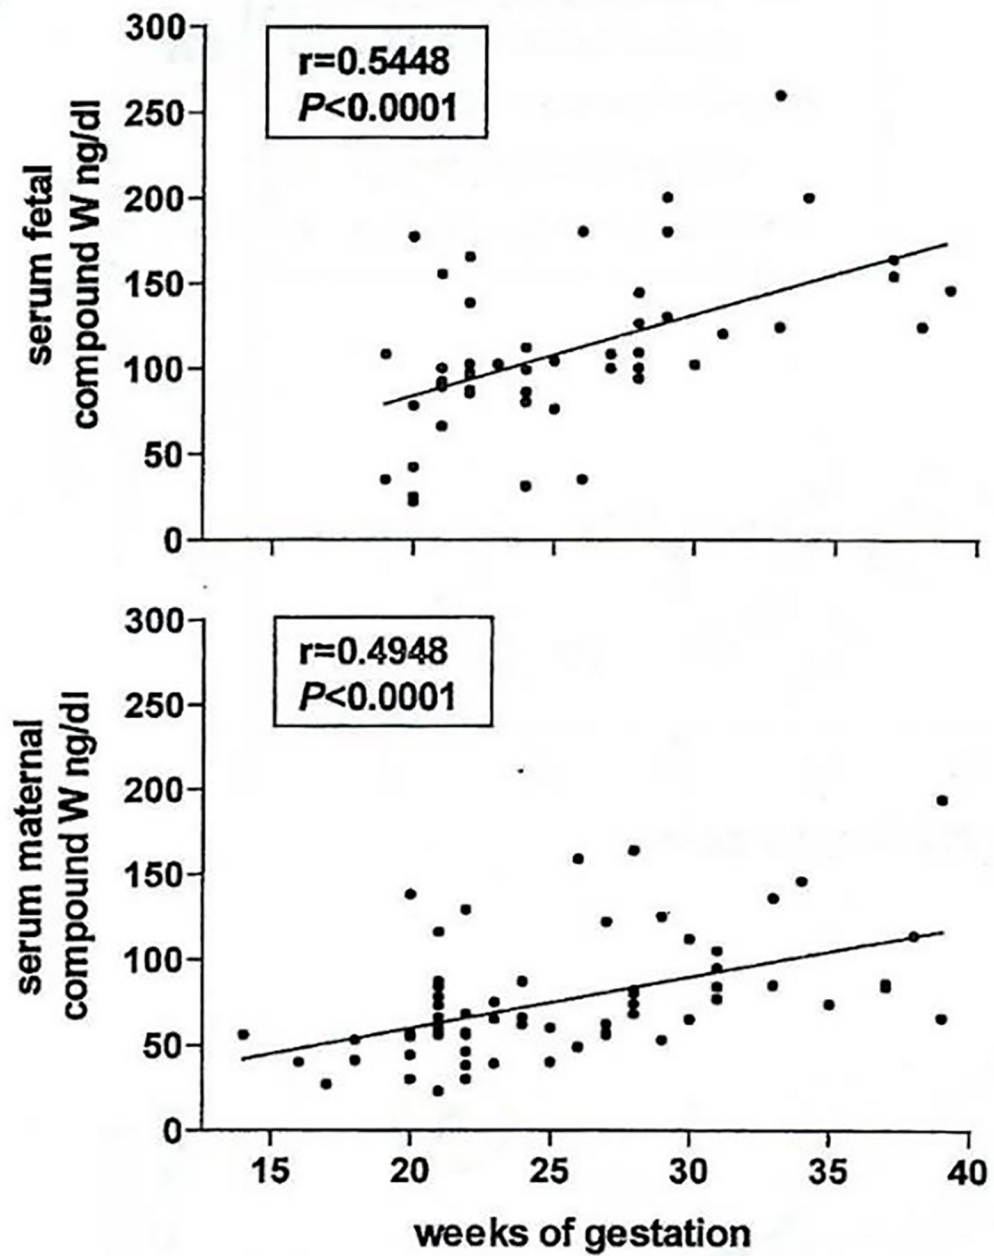 serum fetal
compound W ng/dl
300
250
200
150
100
50
0
r=0.5448
P<0.0001
serum maternal
compound W ng/dl
300
250
200
150
100
50
0
r=0.4948
P<0.0001
15 20 25 30 35 40
weeks of gestation